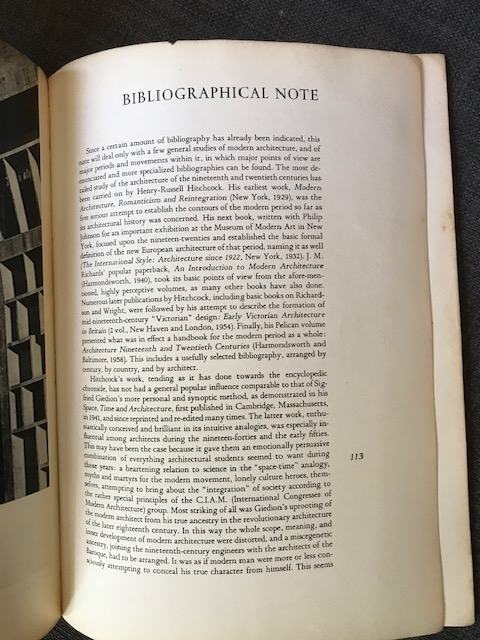 BIBLIOGRAPHICAL NOTE
Since a certain amount of bibliography has already been indicated, this
note will deal only with a few general studies of modern architecture, and of
major periods and movements within it, in which major points of view are
enunciated and more specialized bibliographies can be found. The most de-
tailed study of the architecture of the nineteenth and twentieth centuries has
been carried on by Henry-Russell Hitchcock. His earliest work, Modern
Architecture, Romanticism and Reintegration (New York, 1929), was the
first serious attempt to establish the contours of the modern period so far as
its architectural history was concerned. His next book, written with Philip
Johnson for an important exhibition at the Museum of Modern Art in New
York, focused upon the nineteen-twenties and established the basic formal
definition of the new European architecture of that period, naming it as well
(The International Style: Architecture since 1922, New York, 1932). J. M.
Richards' popular paperback, An Introduction to Modern Architecture
(Harmondsworth, 1940), took its basic points of view from the afore-men-
tioned, highly perceptive volumes, as many other books have also done.
Numerous later publications by Hitchcock, including basic books on Richard-
son and Wright, were followed by his attempt to describe the formation of
mid-nineteenth-century "Victorian" design: Early Victorian Architecture
in Britain (2 vol., New Haven and London, 1954). Finally, his Pelican volume
presented what was in effect a handbook for the modern period as a whole:
Architecture Nineteenth and Twentieth Centuries (Harmondsworth and
Baltimore, 1958). This includes a usefully selected bibliography, arranged by
century, by country, and by architect.
Hitchcock's work, tending as it has done towards the encyclopedic
chronicle, has not had a general popular influence comparable to that of Sig-
fried Giedion's more personal and synoptic method, as demonstrated in his
Space, Time and Architecture, first published in Cambridge, Massachusetts,
in 1941, and since reprinted and re-edited many times. The latter work, enthu-
siastically conceived and brilliant in its intuitive analogies, was especially in-
fluential among architects during the nineteen-forties and the early fifties.
This may have been the case because it gave them an emotionally persuasive
combination of everything architectural students seemed to want during
those years: a heartening relation to science in the "space-time" analogy,
myths and martyrs for the modern movement, lonely culture heroes, them-
selves, attempting to bring about the "integration" of society according to
the rather special principles of the C.I.A.M. (International Congresses of
Modern Architecture) group. Most striking of all was Giedion's uprooting of
the modern architect from his true ancestry in the revolutionary architecture
of the later eighteenth century. In this way the whole scope, meaning, and
inner development of modern architecture were distorted, and a miscegenetic
ancestry, joining the nineteenth-century engineers with the architects of the
Baroque, had to be arranged. It was as if modern man were more or less con-
sciously attempting to conceal his true character from himself. This seems
113